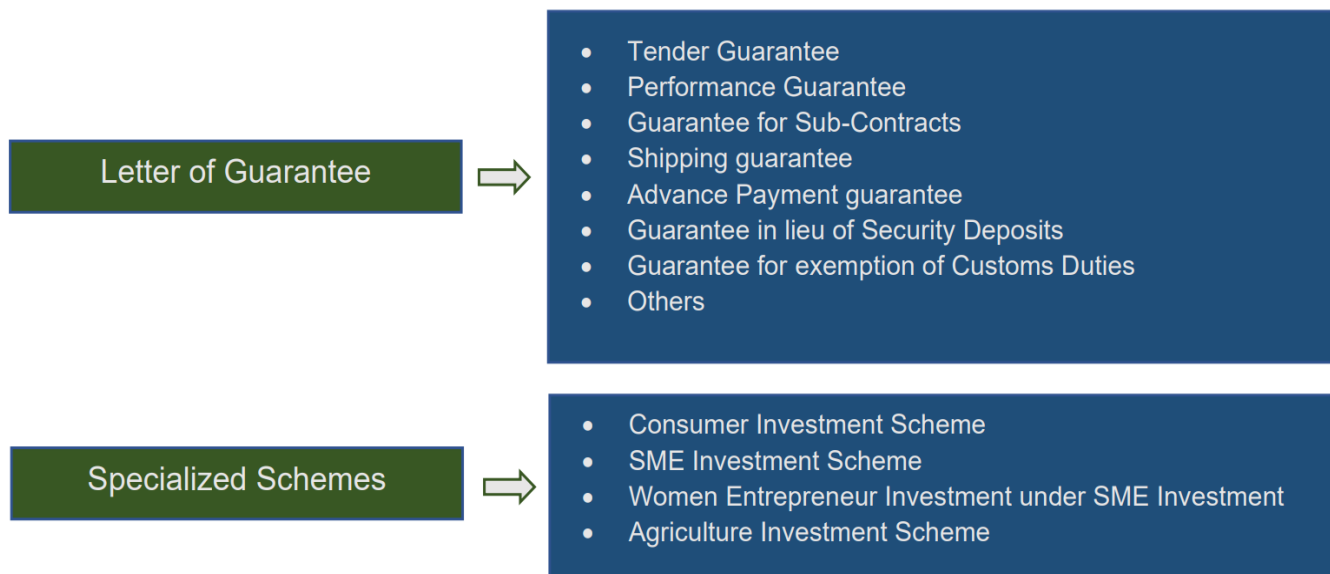 Letter of Guarantee
• Tender Guarantee
• Performance Guarantee
• Guarantee for Sub-Contracts
• Shipping guarantee
• Advance Payment guarantee
• Guarantee in lieu of Security Deposits
• Guarantee for exemption of Customs Duties
• Others
Specialized Schemes
• Consumer Investment Scheme
• SME Investment Scheme
• Women Entrepreneur Investment under SME Investment
• Agriculture Investment Scheme